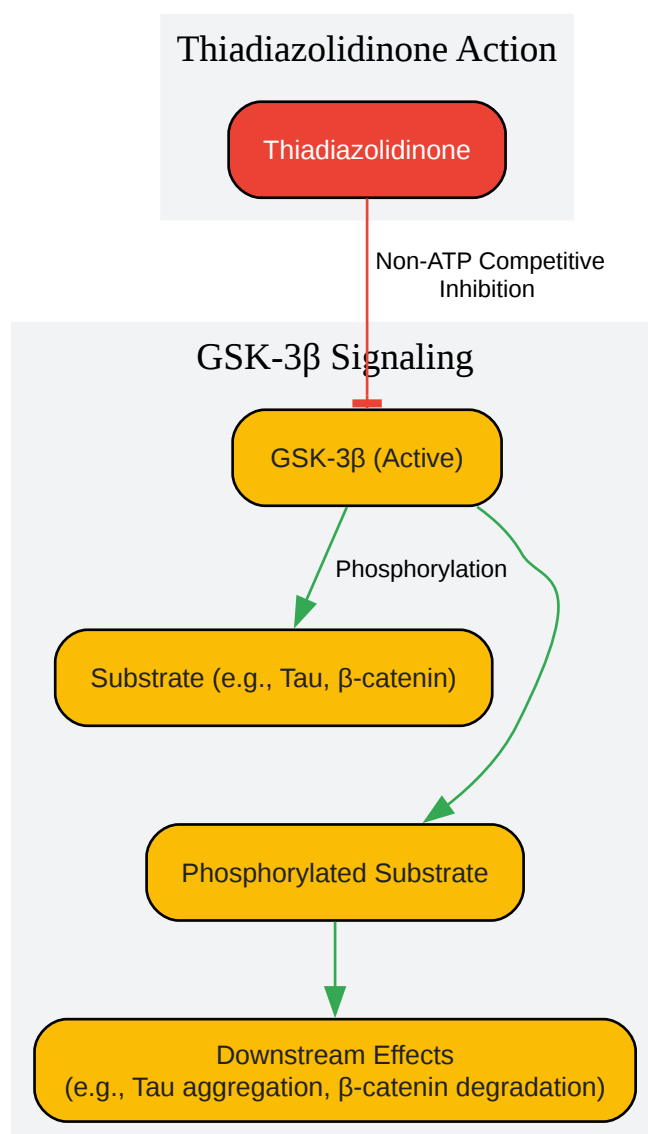 Thiadiazolidinone Action
Thiadiazolidinone
Non-ATP Competitive
Inhibition
GSK-3β Signaling
GSK-3β (Active)
Phosphorylation
Substrate (e.g., Tau, β-catenin)
Phosphorylated Substrate
Downstream Effects
(e.g., Tau aggregation, β-catenin degradation)